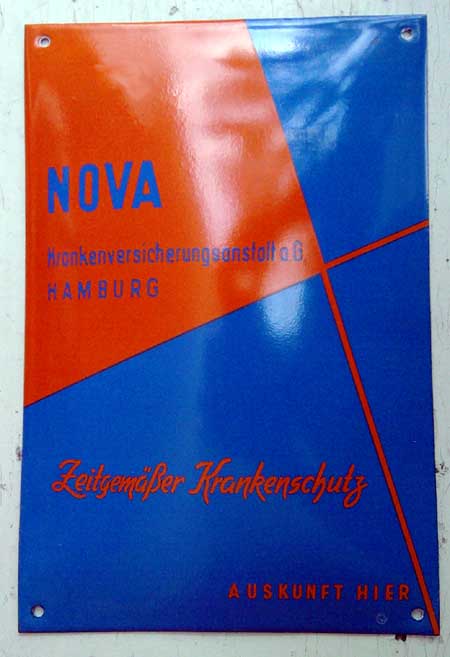 NOVA
Krankenversicherungsanstalt a.G.
HAMBURG
Zeitgemäßer Krankenschutz
AUSKUNFT HIER